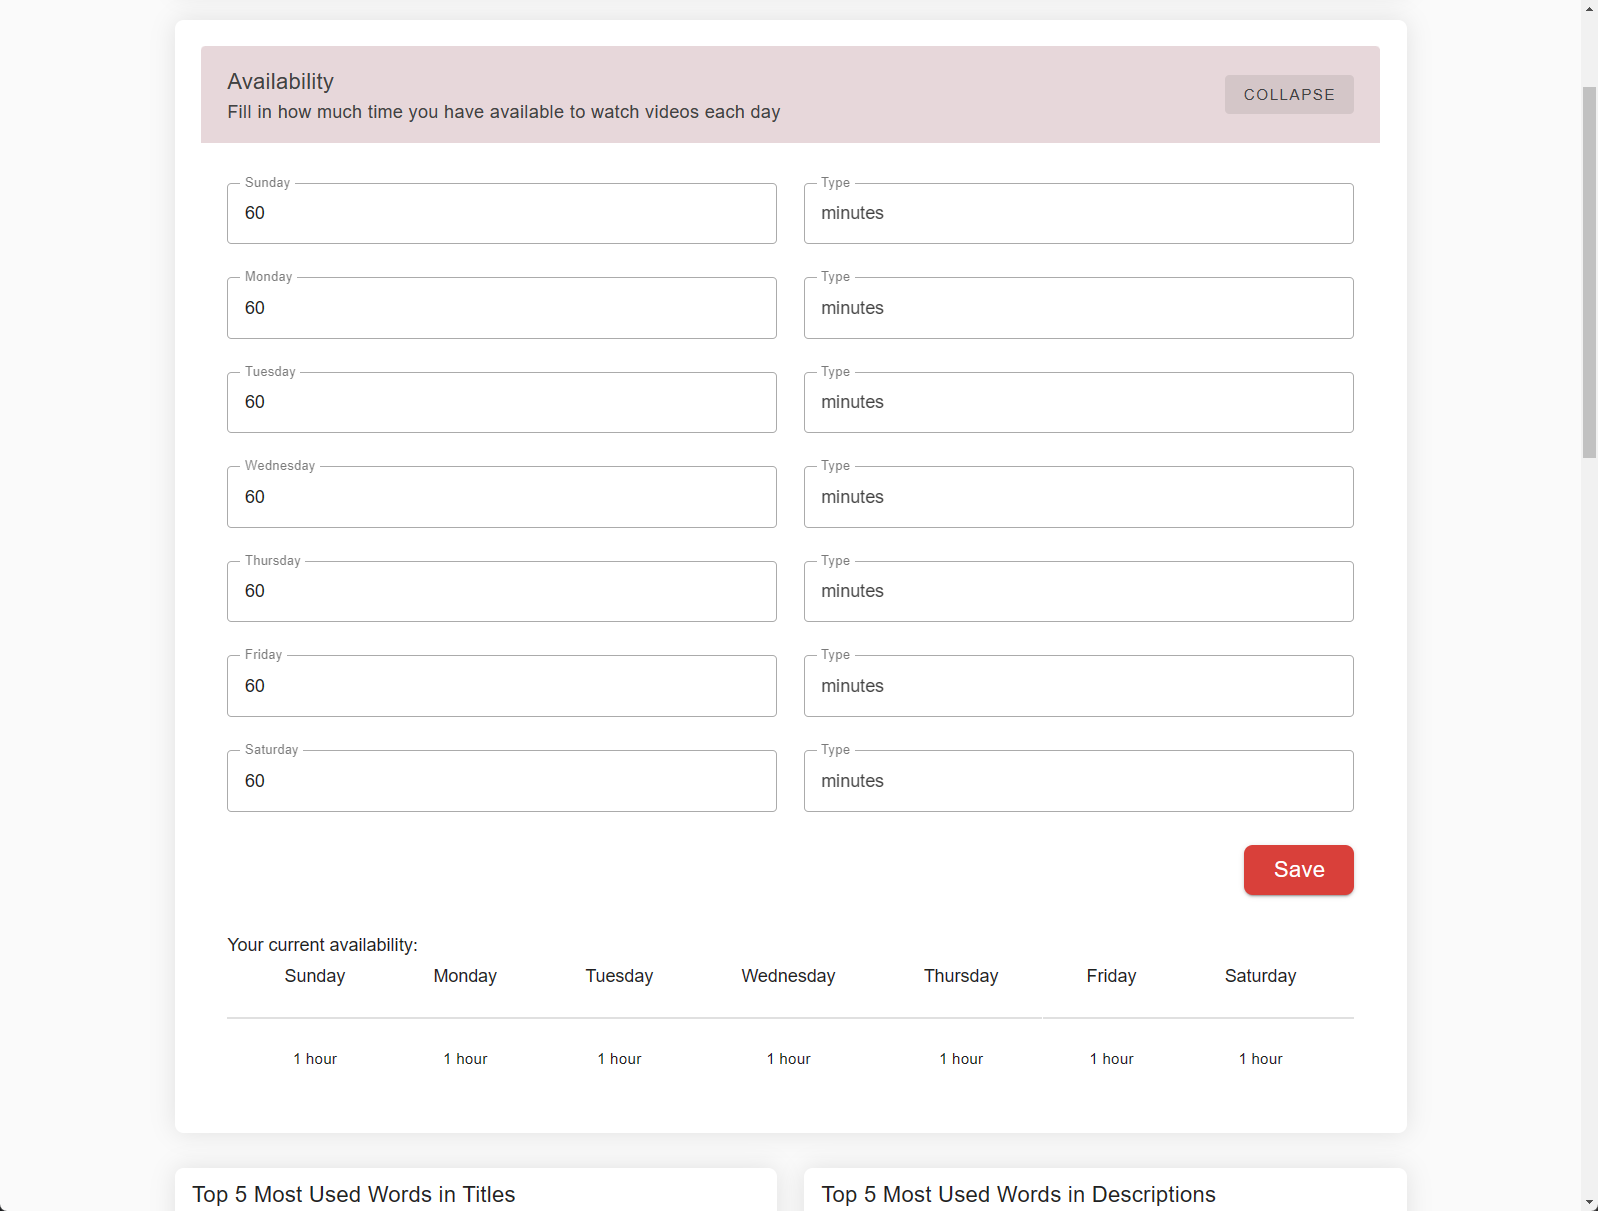 Availability
Fill in how much time you have available to watch videos each day
COLLAPSE
Sunday
60
Type
minutes
Monday
60
Type
minutes
Tuesday
60
Type
minutes
Wednesday
60
Type
minutes
Thursday
60
Type
minutes
Friday
60
Type
minutes
Saturday
60
Type
minutes
Save
Your current availability:
Sunday Monday Tuesday Wednesday Thursday Friday Saturday
1 hour 1 hour 1 hour 1 hour 1 hour 1 hour 1 hour
Top 5 Most Used Words in Titles
Top 5 Most Used Words in Descriptions